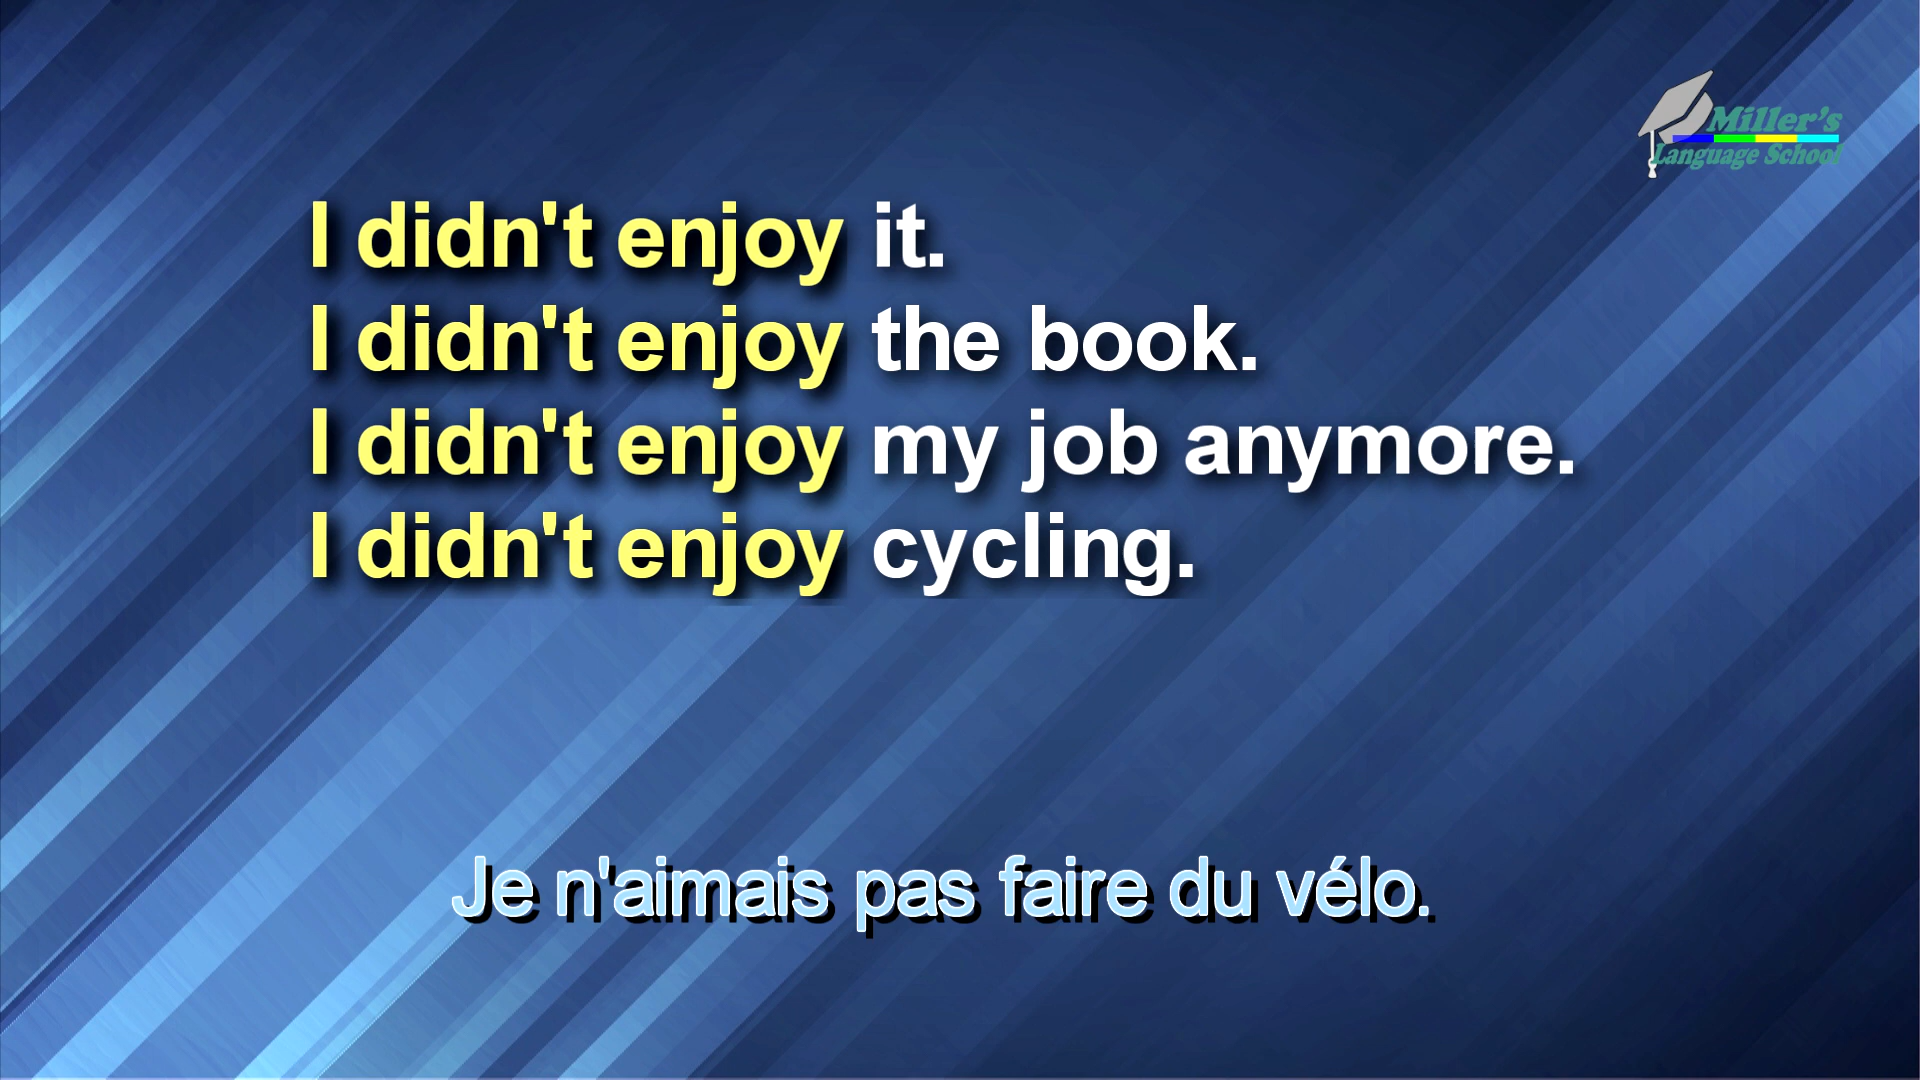 Miller's
Language School
I didn't enjoy it.
I didn't enjoy the book.
I didn't enjoy my job anymore.
I didn't enjoy cycling.
Je n'aimais pas faire du vélo.